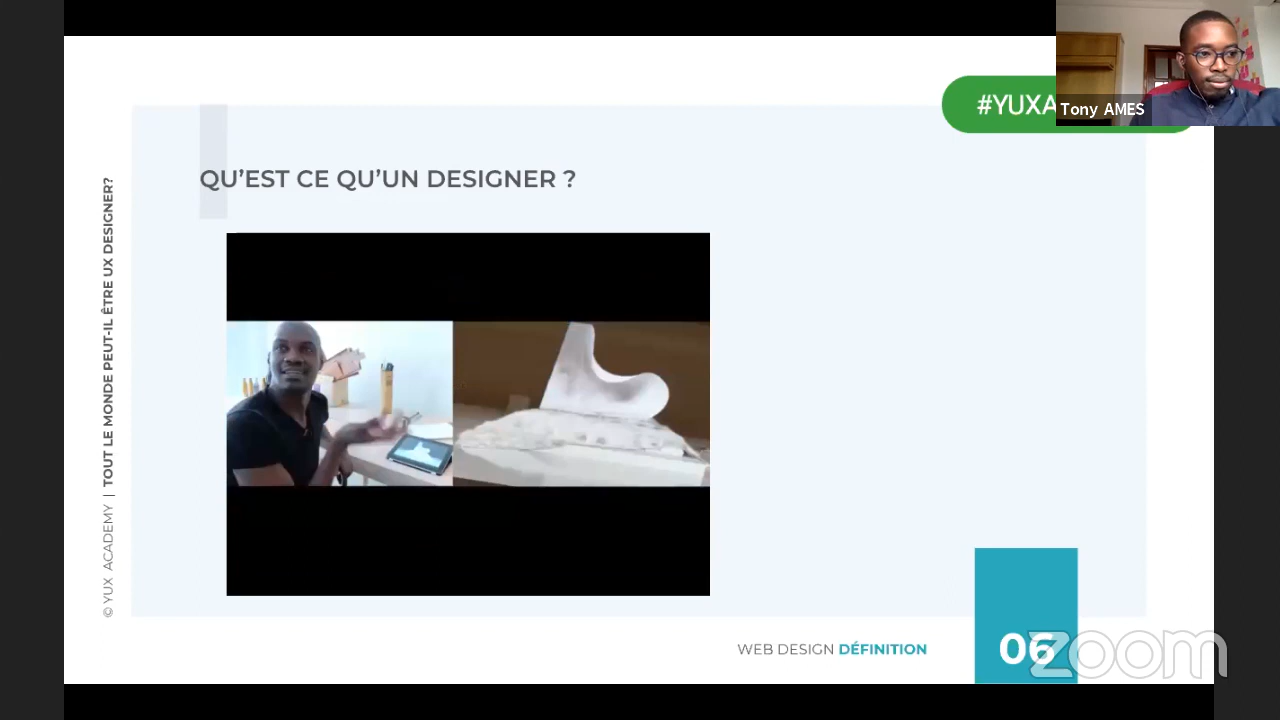 #YUXA
Tony AMES
QU’EST CE QU’UN DESIGNER ?
© YUX ACADEMY | TOUT LE MONDE PEUT-IL ÊTRE UX DESIGNER?
WEB DESIGN DÉFINITION
06
zoom